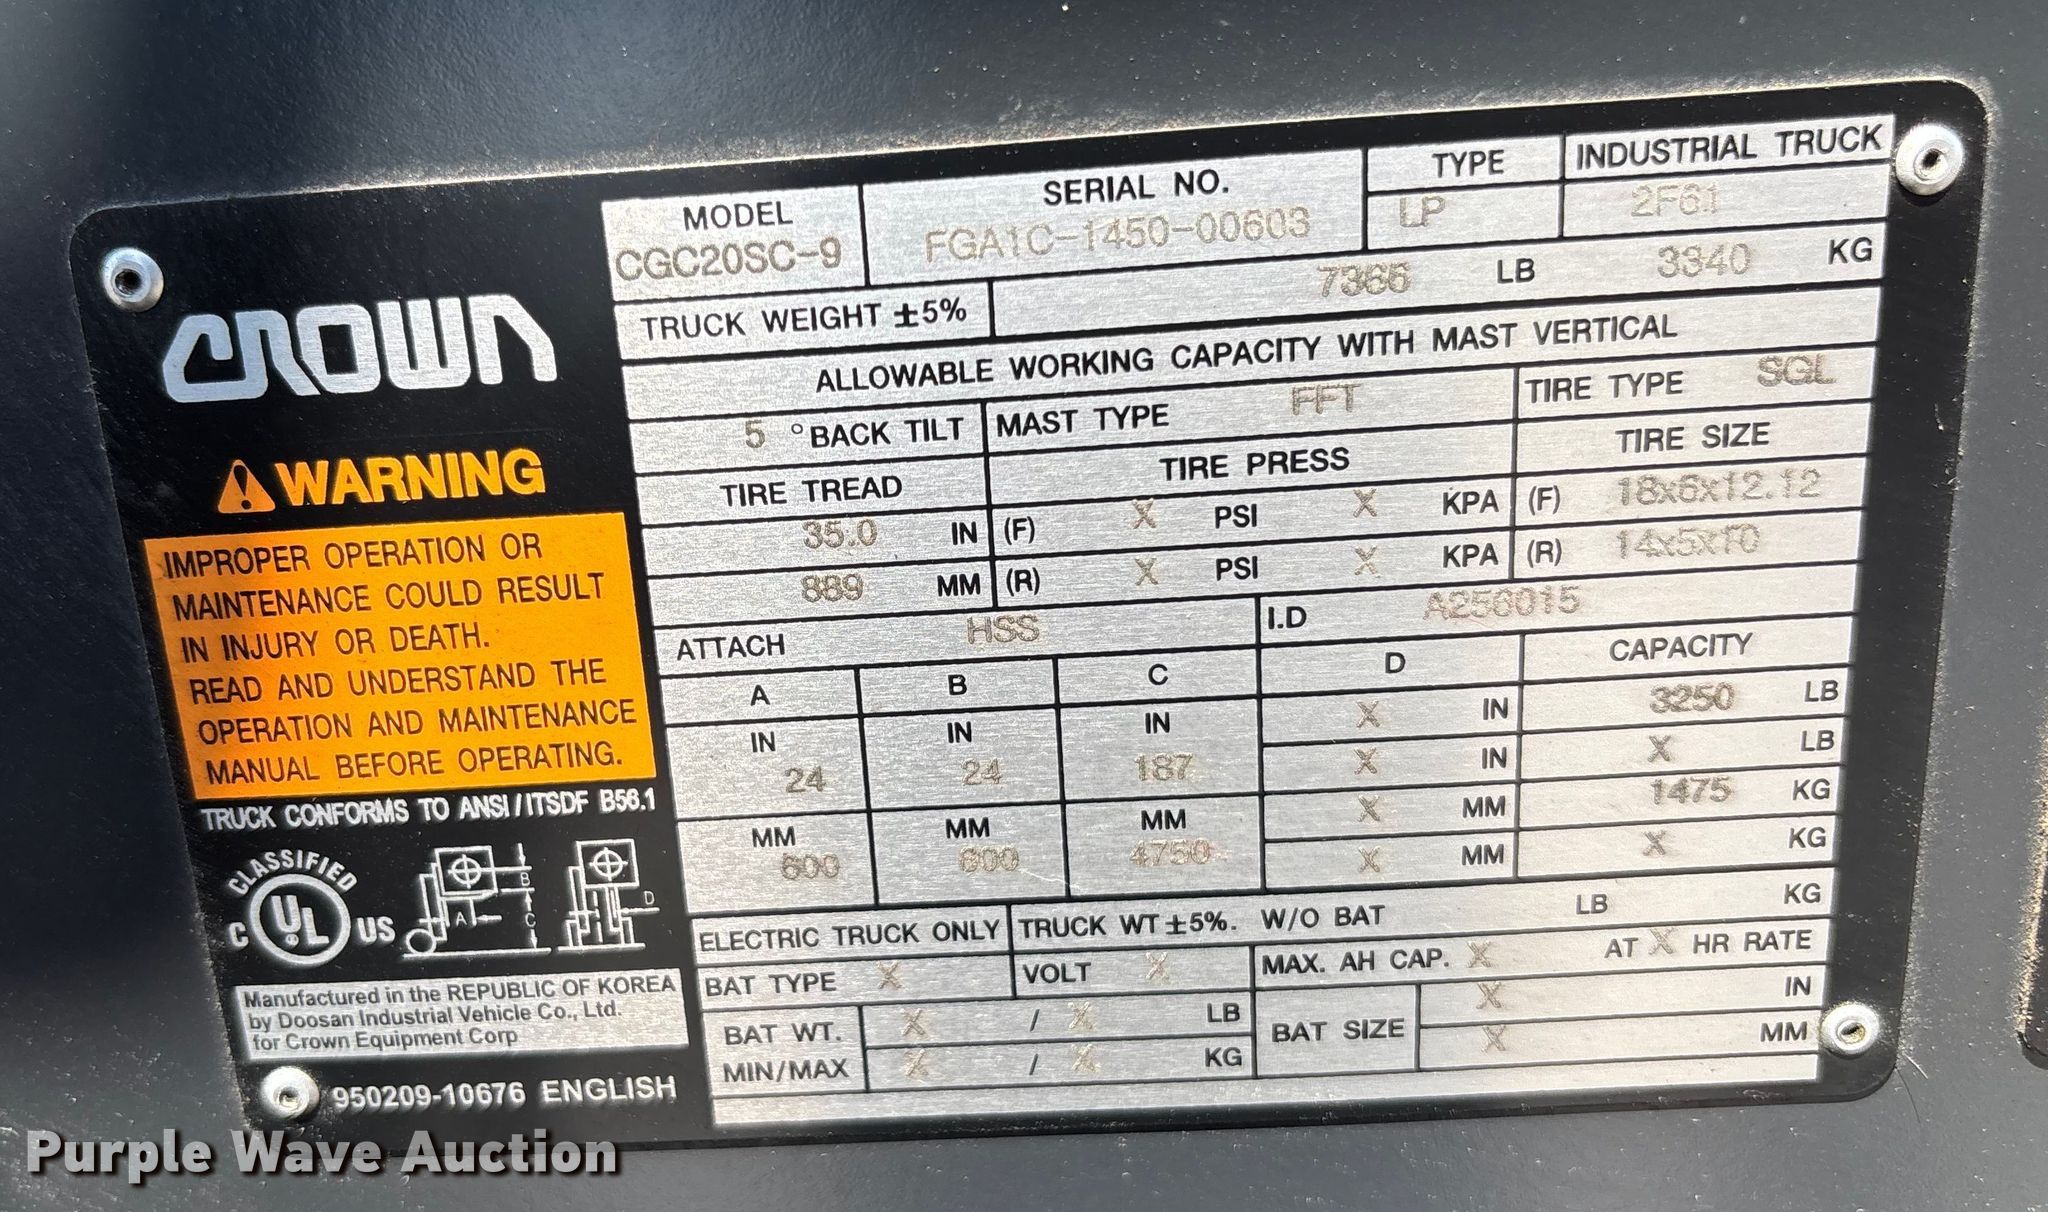 CROWN
WARNING
IMPROPER OPERATION OR
MAINTENANCE COULD RESULT
IN INJURY OR DEATH.
READ AND UNDERSTAND THE
OPERATION AND MAINTENANCE
MANUAL BEFORE OPERATING.
TRUCK CONFORMS TO ANSI/ITSDF B56.1
CLASSIFIED
C UL US
A B C D
Manufactured in the REPUBLIC OF KOREA
by Doosan Industrial Vehicle Co., Ltd.
for Crown Equipment Corp
950209-10676 ENGLISH
MODEL SERIAL NO. TYPE INDUSTRIAL TRUCK
CGC20SC-9 FGA1C-1450-00603 LP 2F61
TRUCK WEIGHT ±5% 7366 LB 3340 KG
ALLOWABLE WORKING CAPACITY WITH MAST VERTICAL
5 °BACK TILT MAST TYPE FFT TIRE TYPE SGL
TIRE TREAD TIRE PRESS TIRE SIZE
35.0 IN (F) X PSI X KPA (F) 18x6x12.12
889 MM (R) X PSI X KPA (R) 14x5x10
ATTACH HSS I.D A256015
A B C D CAPACITY
IN IN IN X IN 3250 LB
24 24 187 X IN X LB
MM MM MM X MM 1475 KG
600 600 4750 X MM X KG
ELECTRIC TRUCK ONLY TRUCK WT ±5%. W/O BAT LB KG
BAT TYPE X VOLT X MAX. AH CAP. X AT X HR RATE
BAT WT. X / X LB BAT SIZE X IN
MIN/MAX X / X KG X MM
Purple Wave Auction